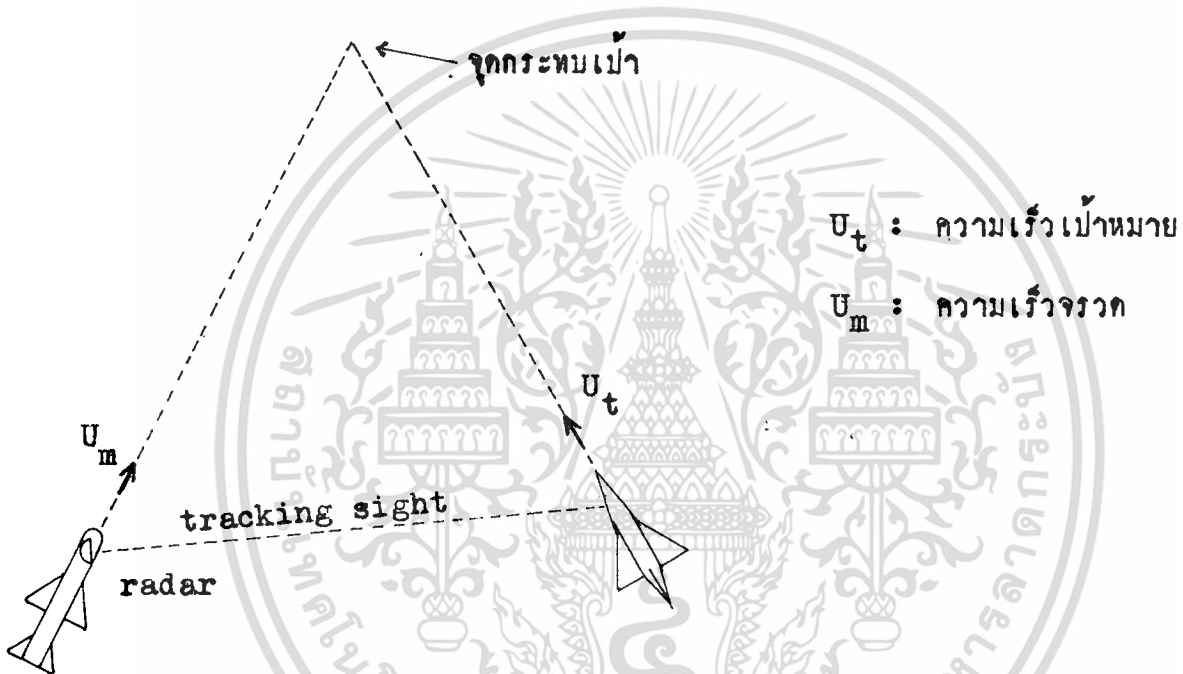 จุดกระทบเป้า
U_t : ความเร็วเป้าหมาย
U_m : ความเร็วจรวด
U_t
U_m
tracking sight
radar